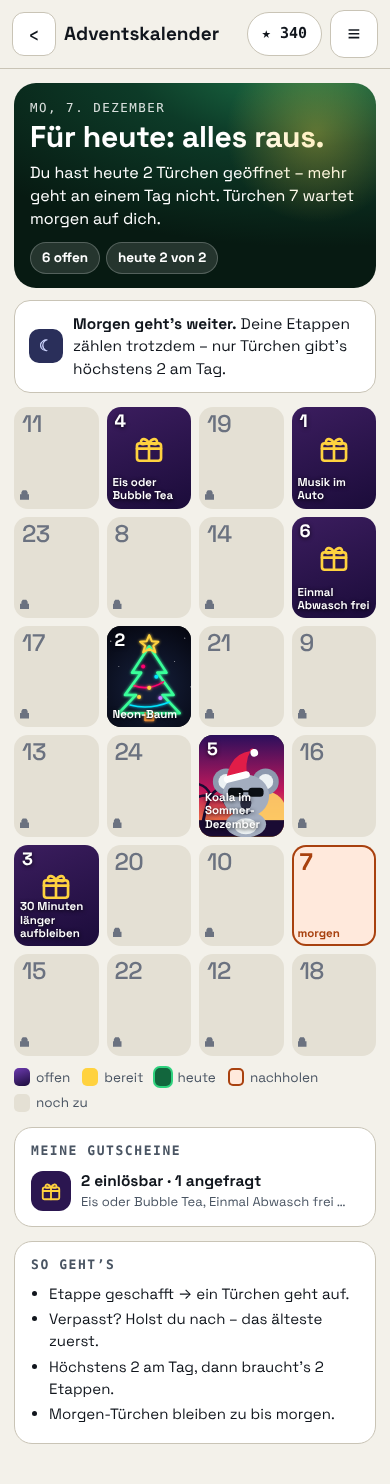 < Adventskalender ★ 340 ≡
MO, 7. DEZEMBER
Für heute: alles raus.
Du hast heute 2 Türchen geöffnet – mehr
geht an einem Tag nicht. Türchen 7 wartet
morgen auf dich.
6 offen heute 2 von 2
Morgen geht's weiter. Deine Etappen
zählen trotzdem – nur Türchen gibt's
höchstens 2 am Tag.
11
4
Eis oder
Bubble Tea
19
1
Musik im
Auto
23
8
14
6
Einmal
Abwasch frei
17
2
Neon-Baum
21
9
13
24
5
Koala im
Sommer-
Dezember
16
3
30 Minuten
länger
aufbleiben
20
10
7
morgen
15
22
12
18
offen bereit heute nachholen
noch zu
MEINE GUTSCHEINE
2 einlösbar · 1 angefragt
Eis oder Bubble Tea, Einmal Abwasch frei …
SO GEHT'S
• Etappe geschafft → ein Türchen geht auf.
• Verpasst? Holst du nach – das älteste
zuerst.
• Höchstens 2 am Tag, dann braucht's 2
Etappen.
• Morgen-Türchen bleiben zu bis morgen.